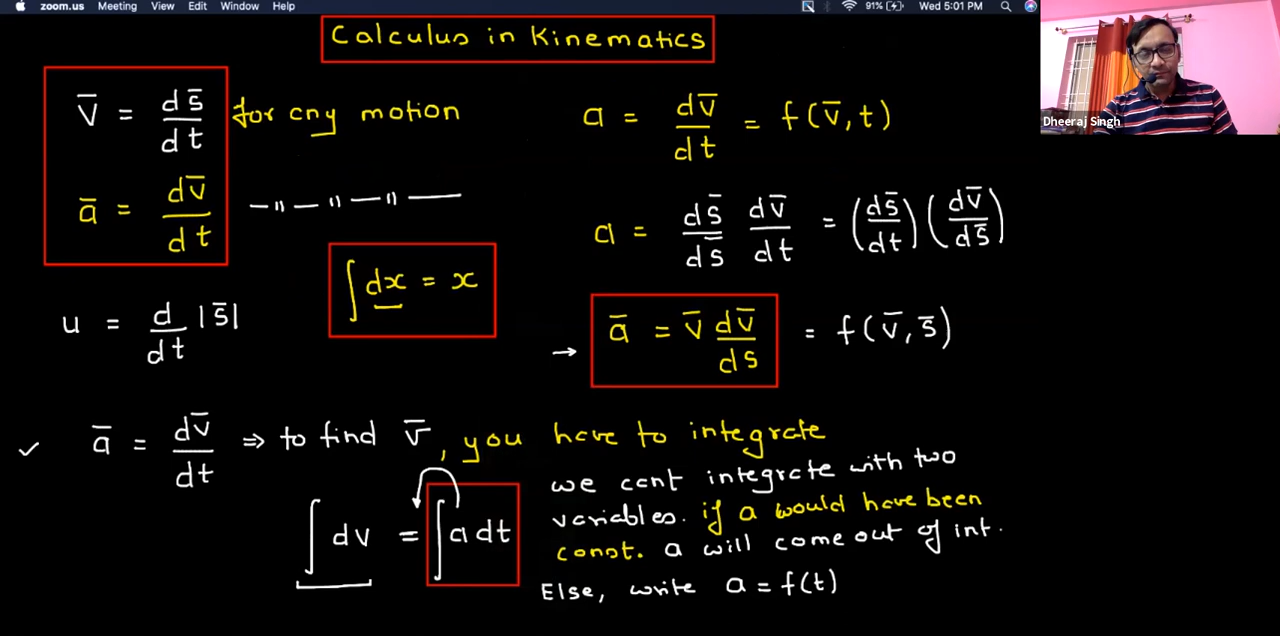 zoom.us Meeting View Edit Window Help 91% Wed 5:01 PM
Calculus in Kinematics
Dheeraj Singh
V̄ = ds̄/dt for any motion
ā = dv̄/dt —〃—〃—〃—
u = d/dt |s̄|
∫dx = x
a = dv̄/dt = f(v̄, t)
a = ds̄/ds̄ dv̄/dt = (ds̄/dt)(dv̄/ds̄)
→ ā = v̄ dv̄/ds = f(v̄, s̄)
✓ ā = dv̄/dt ⇒ to find v̄, you have to integrate
∫dv = ∫a dt
we cant integrate with two
variables. if a would have been
const. a will come out of int.
Else, write a = f(t)